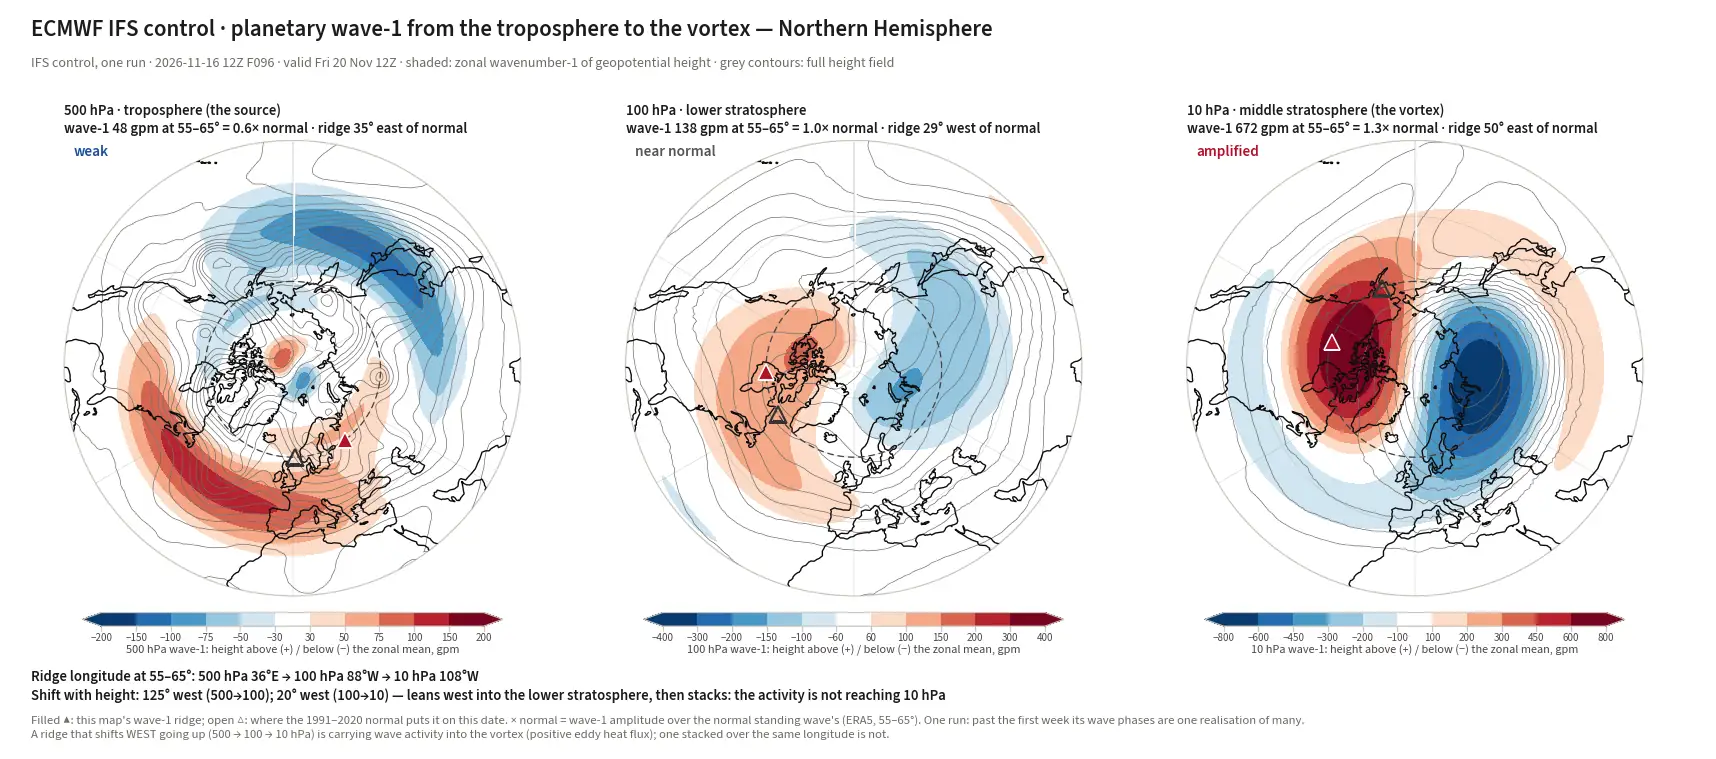 ECMWF IFS control · planetary wave-1 from the troposphere to the vortex — Northern Hemisphere
IFS control, one run · 2026-11-16 12Z F096 · valid Fri 20 Nov 12Z · shaded: zonal wavenumber-1 of geopotential height · grey contours: full height field
500 hPa · troposphere (the source)
wave-1 48 gpm at 55–65° = 0.6× normal · ridge 35° east of normal
weak
100 hPa · lower stratosphere
wave-1 138 gpm at 55–65° = 1.0× normal · ridge 29° west of normal
near normal
10 hPa · middle stratosphere (the vortex)
wave-1 672 gpm at 55–65° = 1.3× normal · ridge 50° east of normal
amplified
−200 −150 −100 −75 −50 −30 30 50 75 100 150 200
500 hPa wave-1: height above (+) / below (−) the zonal mean, gpm
−400 −300 −200 −150 −100 −60 60 100 150 200 300 400
100 hPa wave-1: height above (+) / below (−) the zonal mean, gpm
−800 −600 −450 −300 −200 −100 100 200 300 450 600 800
10 hPa wave-1: height above (+) / below (−) the zonal mean, gpm
Ridge longitude at 55–65°: 500 hPa 36°E → 100 hPa 88°W → 10 hPa 108°W
Shift with height: 125° west (500→100); 20° west (100→10) — leans west into the lower stratosphere, then stacks: the activity is not reaching 10 hPa
Filled ▲: this map's wave-1 ridge; open △: where the 1991–2020 normal puts it on this date. × normal = wave-1 amplitude over the normal standing wave's (ERA5, 55–65°). One run: past the first week its wave phases are one realisation of many.
A ridge that shifts WEST going up (500 → 100 → 10 hPa) is carrying wave activity into the vortex (positive eddy heat flux); one stacked over the same longitude is not.